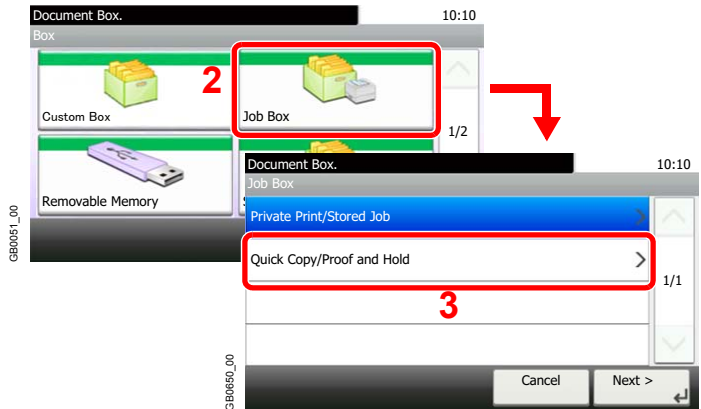 Document Box.
10:10
Box
2
Custom Box
Job Box
1/2
Removable Memory
GB0051_00
Document Box.
10:10
Job Box
Private Print/Stored Job
Quick Copy/Proof and Hold
1/1
3
Cancel
Next >
GB0650_00